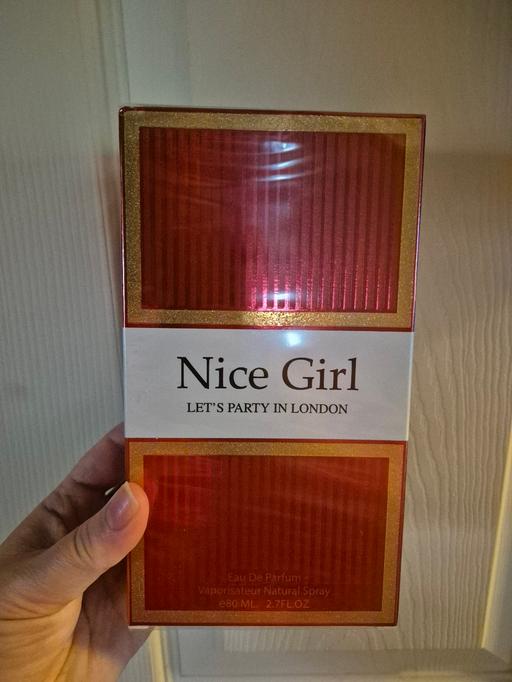 Nice Girl
LET'S PARTY IN LONDON
Eau De Parfum
Vaporisateur Natural Spray
e80 ML. 2.7FL.OZ